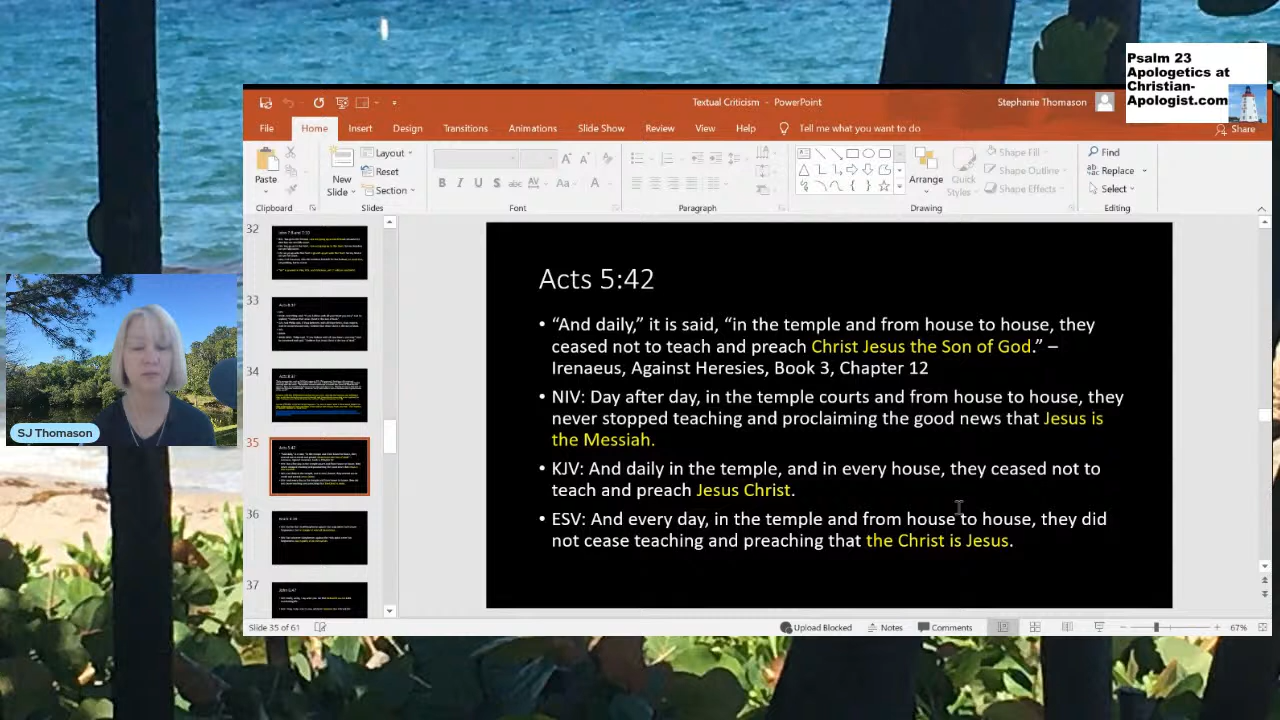 Psalm 23
Apologetics at
Christian-
Apologist.com
Textual Criticism - PowerPoint
Stephanie Thomason
File
Home
Insert
Design
Transitions
Animations
Slide Show
Review
View
Help
Tell me what you want to do
Share
Paste
New
Slide
Layout
Reset
Section
B I U S abc AV Aa A
Arrange
Quick
Styles
Shape Fill
Shape Outline
Shape Effects
Find
Replace
Select
Clipboard
Slides
Font
Paragraph
Drawing
Editing
32
33
34
35
36
37
Acts 5:42
• "And daily," it is said, "in the temple and from house to house, they
ceased not to teach and preach Christ Jesus the Son of God." –
Irenaeus, Against Heresies, Book 3, Chapter 12
the temple courts and from house to house, they
never stopped teaching and proclaiming the good news that Jesus is
the Messiah.
• KJV: And daily in the temple, and in every house, they ceased not to
teach and preach Jesus Christ.
• ESV: And every day, in the temple and from house to house, they did
not cease teaching and preaching that the Christ is Jesus.
SJ Thomason
Slide 35 of 61
Upload Blocked
Notes
Comments
67%